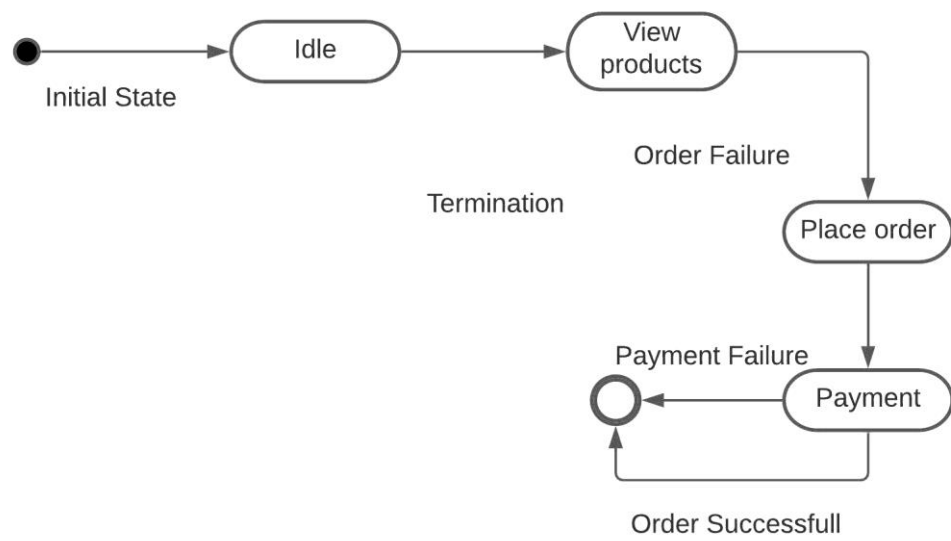 Idle
View
products
Initial State
Order Failure
Termination
Place order
Payment Failure
Payment
Order Successfull